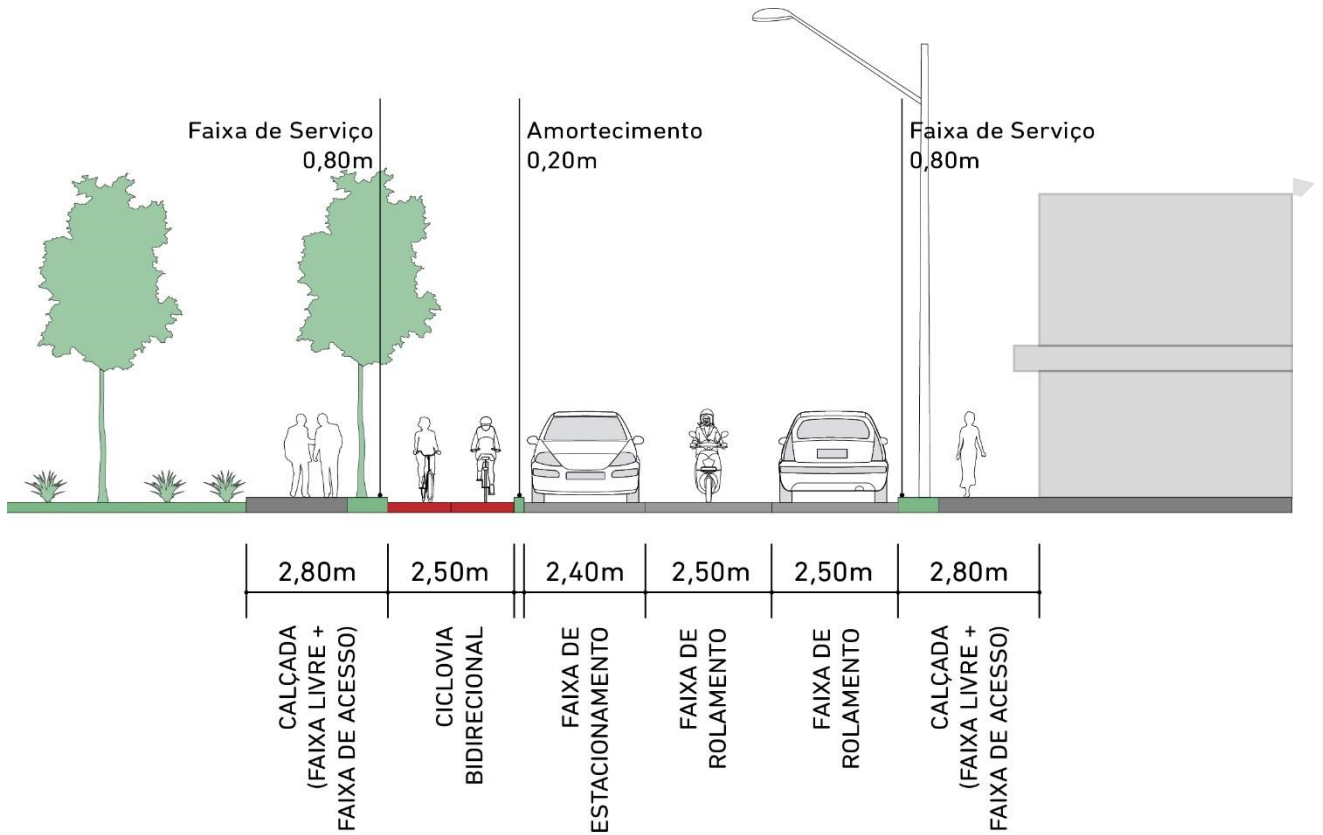 Faixa de Serviço
0,80m
Amortecimento
0,20m
Faixa de Serviço
0,80m
2,80m
2,50m
2,40m
2,50m
2,50m
2,80m
CALÇADA
(FAIXA LIVRE +
FAIXA DE ACESSO)
CICLOVIA
BIDIRECIONAL
FAIXA DE
ESTACIONAMENTO
FAIXA DE
ROLAMENTO
FAIXA DE
ROLAMENTO
CALÇADA
(FAIXA LIVRE +
FAIXA DE ACESSO)